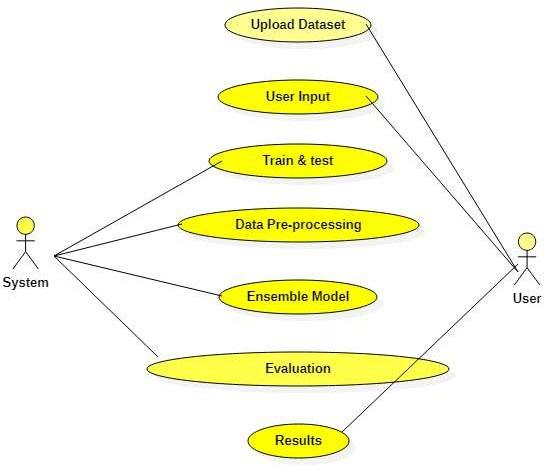 Upload Dataset
User Input
Train & test
Data Pre-processing
System
Ensemble Model
User
Evaluation
Results